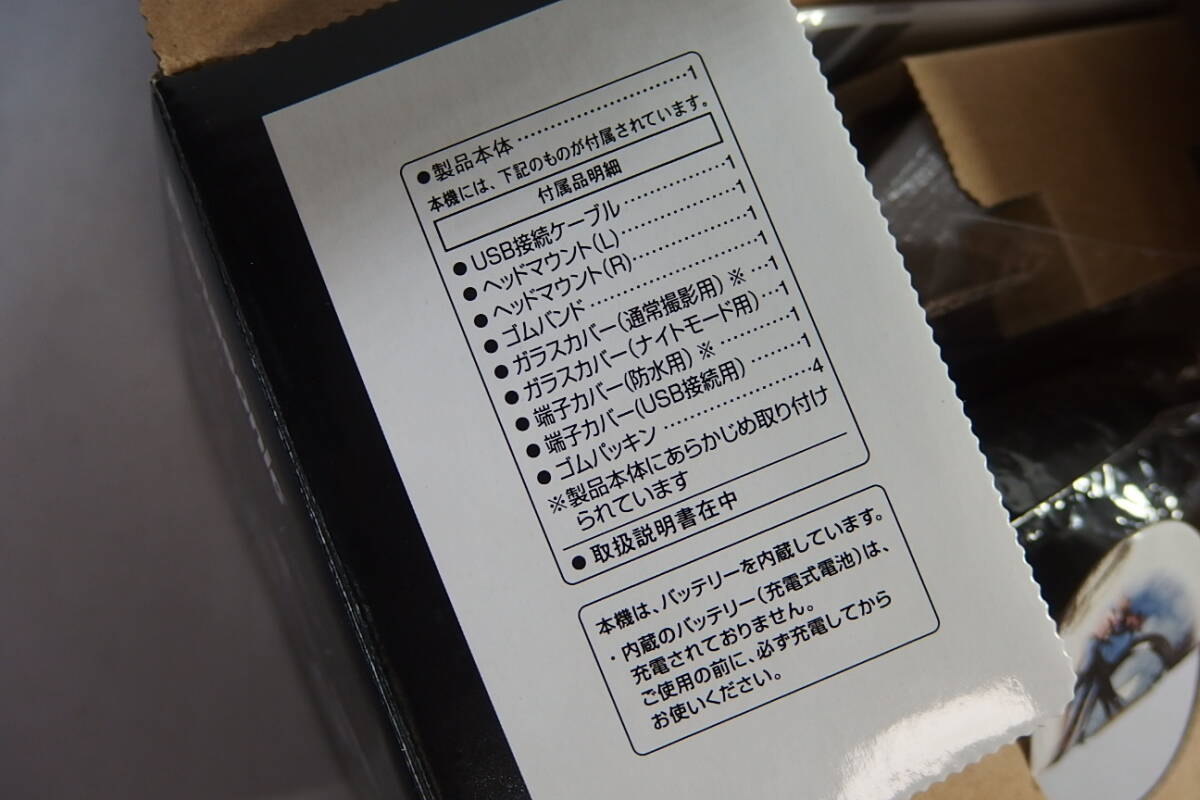 ●製品本体……………………1
本機には、下記のものが付属されています。
付属品明細
●USB接続ケーブル……………1
●ヘッドマウント(L)……………1
●ヘッドマウント(R)……………1
●ゴムバンド……………………1
●ガラスカバー(通常撮影用)※…1
●ガラスカバー(ナイトモード用)…1
●端子カバー(防水用)※…………1
●端子カバー(USB接続用)………1
●ゴムパッキン…………………4
※製品本体にあらかじめ取り付け
られています
●取扱説明書在中
本機は、バッテリーを内蔵しています。
・内蔵のバッテリー(充電式電池)は、
充電されておりません。
ご使用の前に、必ず充電してから
お使いください。